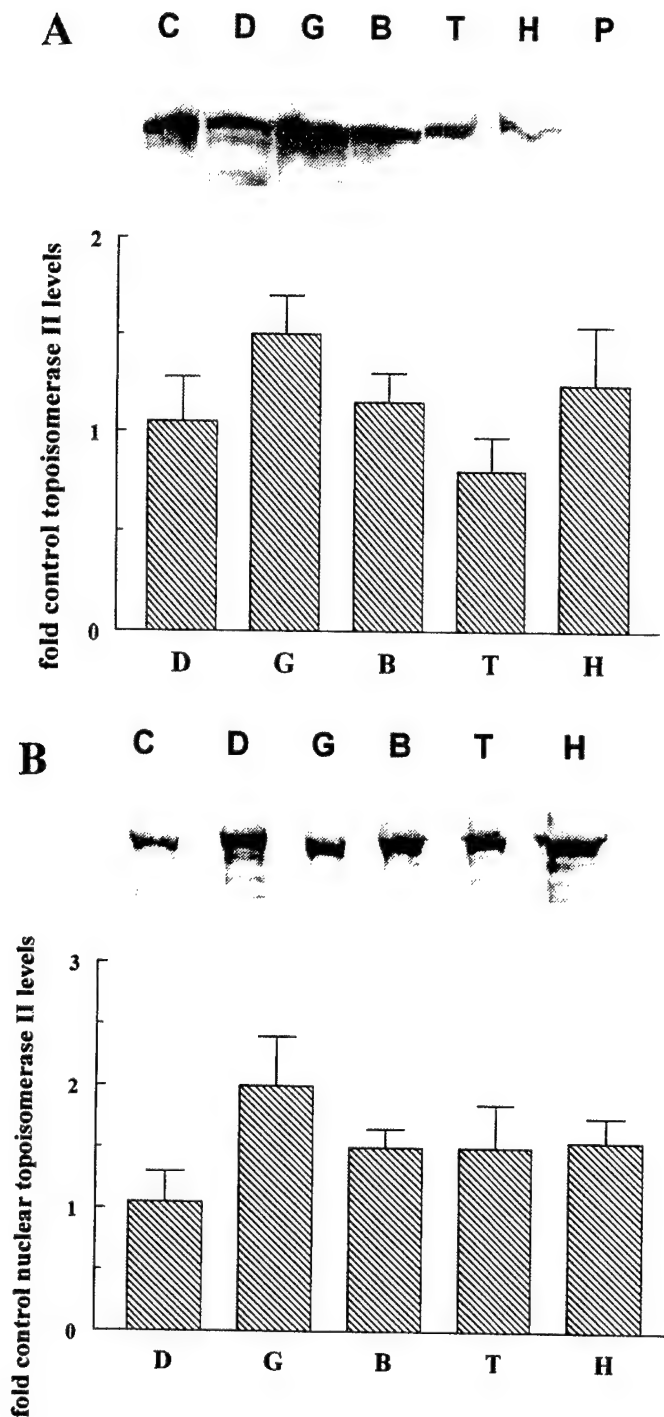 A C D G B T H P
fold control topoisomerase II levels
2
1
0
D G B T H
B C D G B T H
fold control nuclear topoisomerase II levels
3
2
1
0
D G B T H